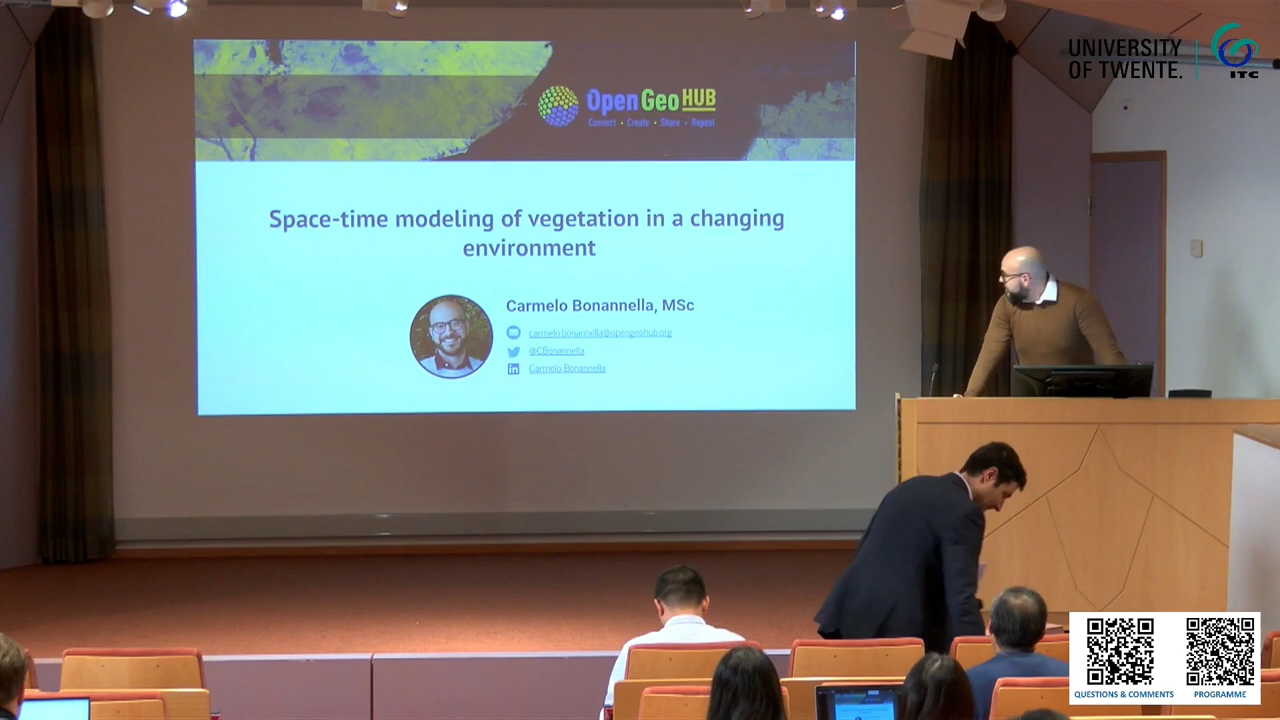 OpenGeoHUB
Connect • Create • Share • Repeat
Space-time modeling of vegetation in a changing
environment
Carmelo Bonannella, MSc
carmelo.bonannella@opengeohub.org
@CBonannella
Carmelo Bonannella
in
UNIVERSITY
OF TWENTE.
ITC
QUESTIONS & COMMENTS
PROGRAMME